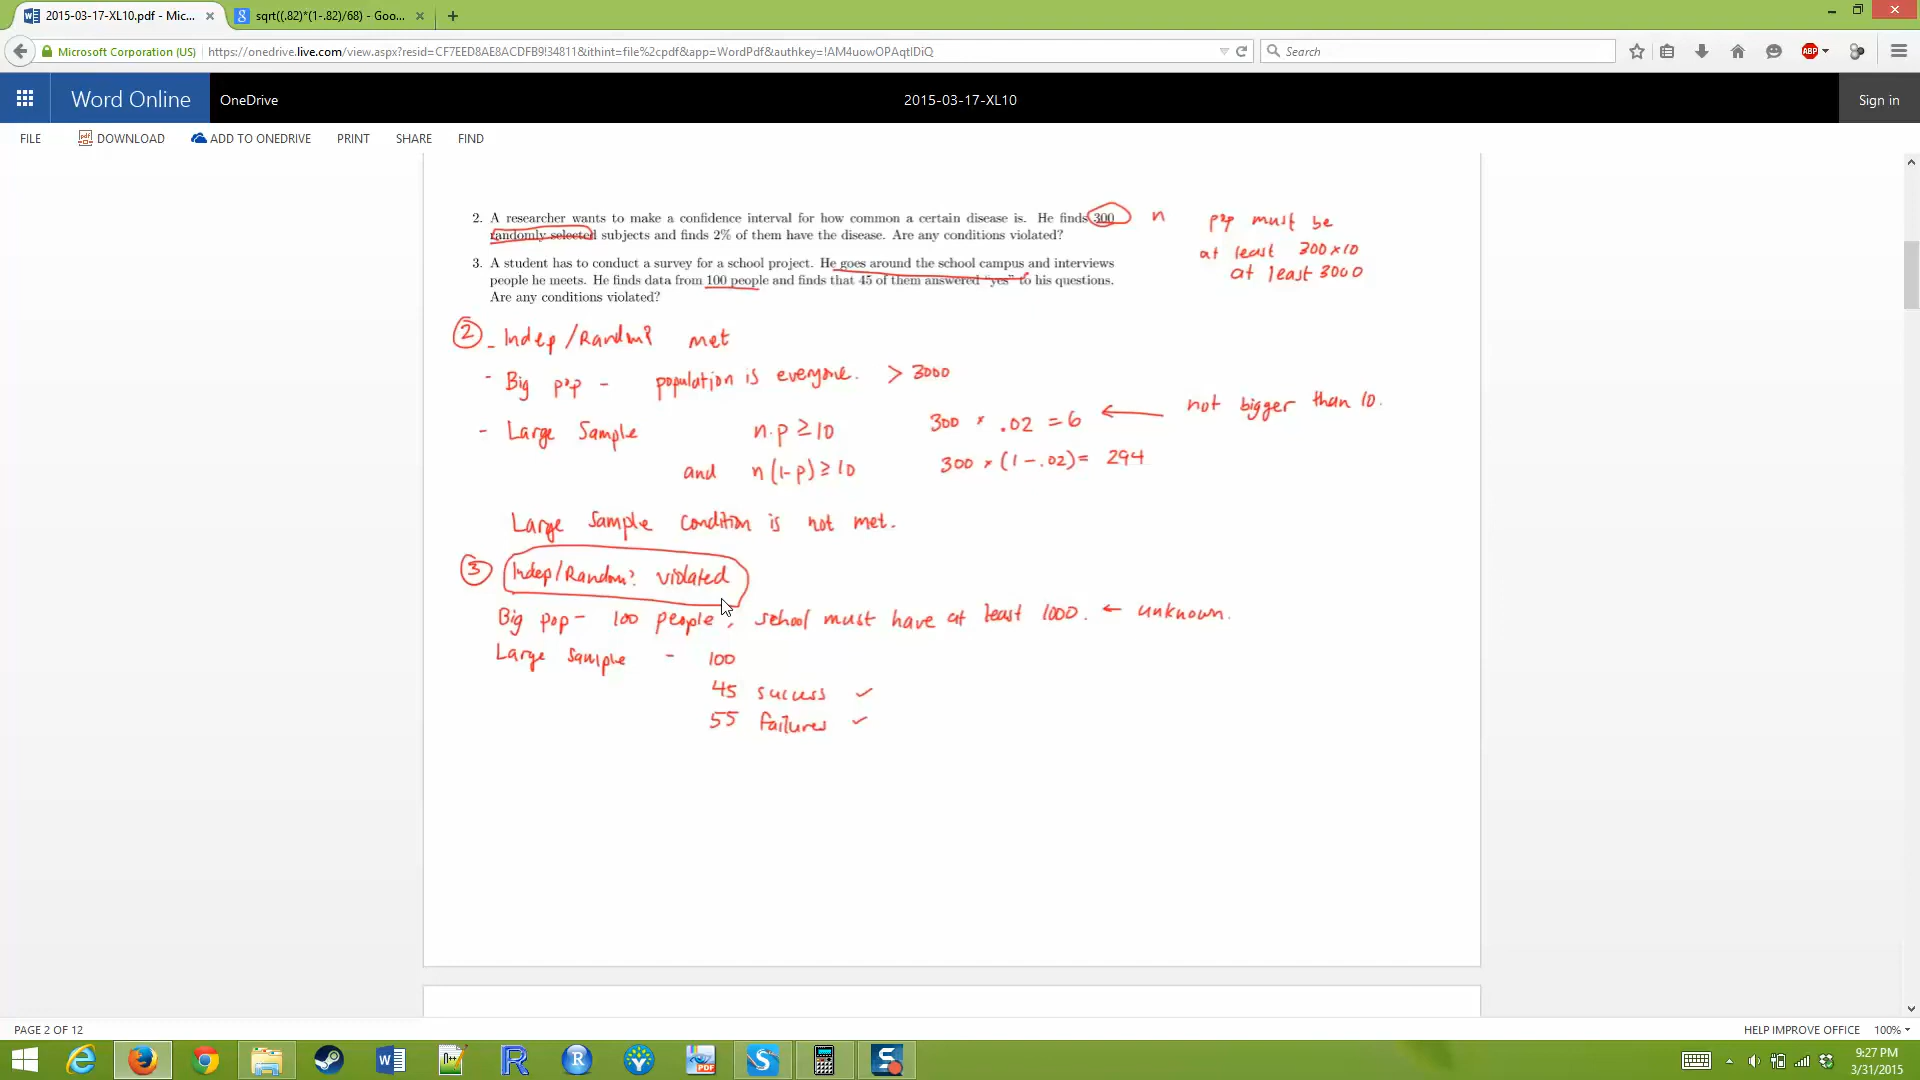 2015-03-17-XL10.pdf - Mic...
sqrt((.82)*(1-.82)/68) - Goo...
Microsoft Corporation (US)
https://onedrive.live.com/view.aspx?resid=CF7EED8AE8ACDFB9!34811&ithint=file%2cpdf&app=WordPdf&authkey=!AM4uowOPAqtIDiQ
Search
ABP
Word Online
OneDrive
2015-03-17-XL10
Sign in
FILE
DOWNLOAD
ADD TO ONEDRIVE
PRINT
SHARE
FIND
2. A researcher wants to make a confidence interval for how common a certain disease is. He finds 300
randomly selected subjects and finds 2% of them have the disease. Are any conditions violated?
n
pop must be
at least 300×10
at least 3000
3. A student has to conduct a survey for a school project. He goes around the school campus and interviews
people he meets. He finds data from 100 people and finds that 45 of them answered "yes" to his questions.
Are any conditions violated?
② - Indep/Random? met
- Big pop - population is everyone. > 3000
- Large Sample n.p ≥ 10 300 × .02 = 6 ← not bigger than 10.
and n(1-p) ≥ 10 300 × (1-.02) = 294
Large Sample Condition is not met.
③ Indep/Random? violated
Big pop - 100 people, school must have at least 1000. ← unknown.
Large Sample - 100
45 success ✓
55 failures ✓
PAGE 2 OF 12
HELP IMPROVE OFFICE
100%
9:27 PM
3/31/2015